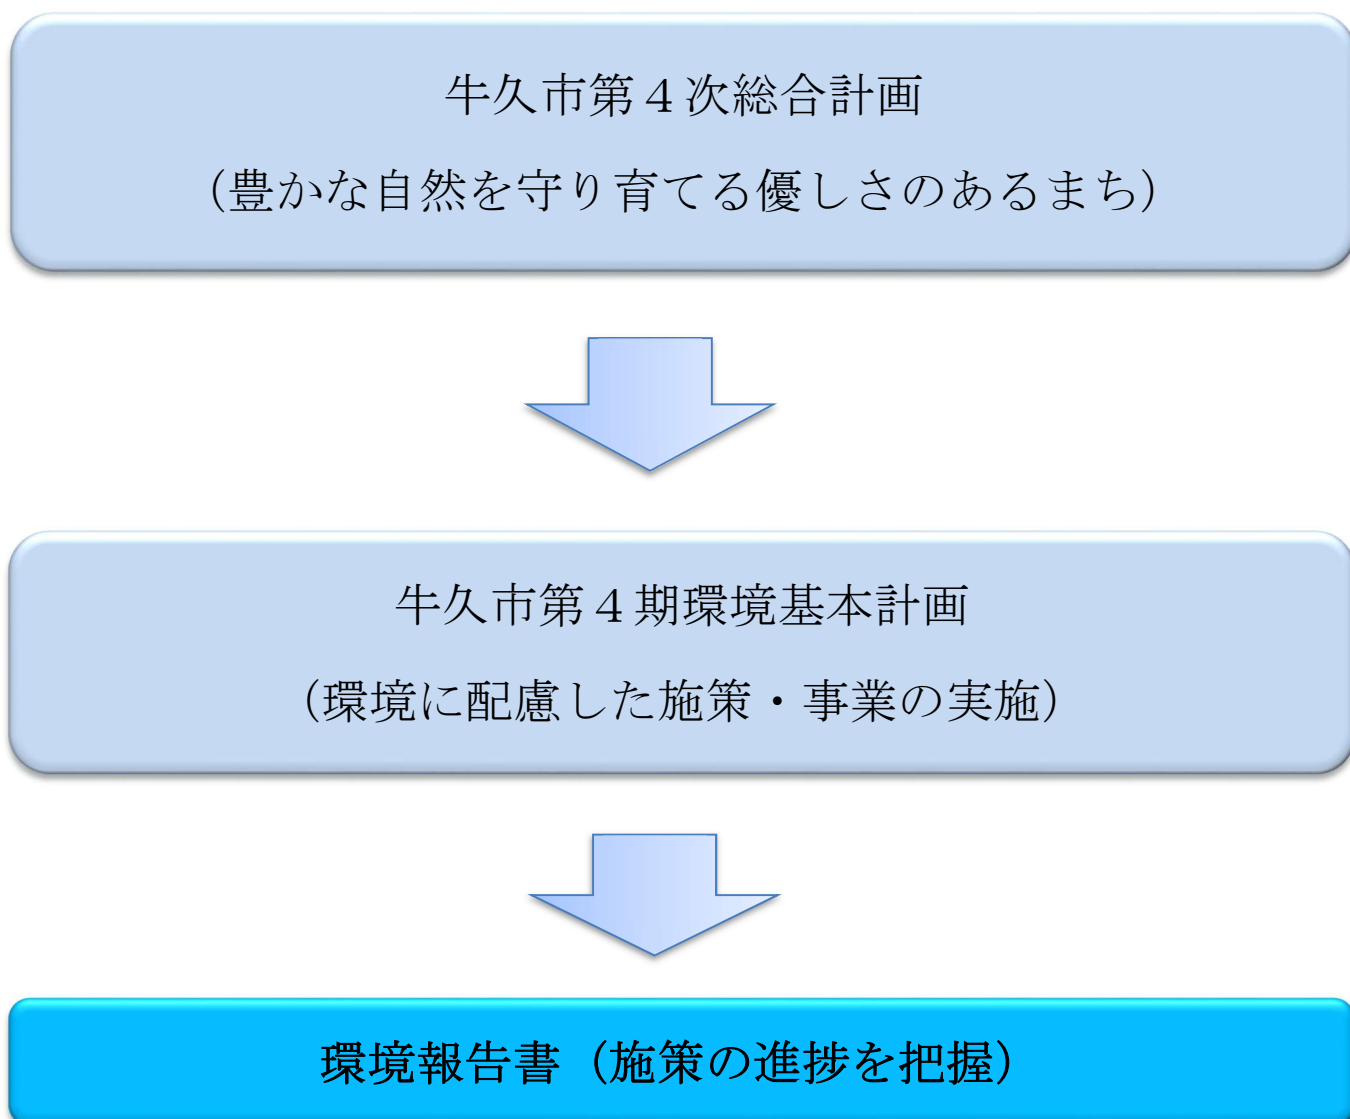 牛久市第４次総合計画
（豊かな自然を守り育てる優しさのあるまち）
牛久市第４期環境基本計画
（環境に配慮した施策・事業の実施）
環境報告書（施策の進捗を把握）